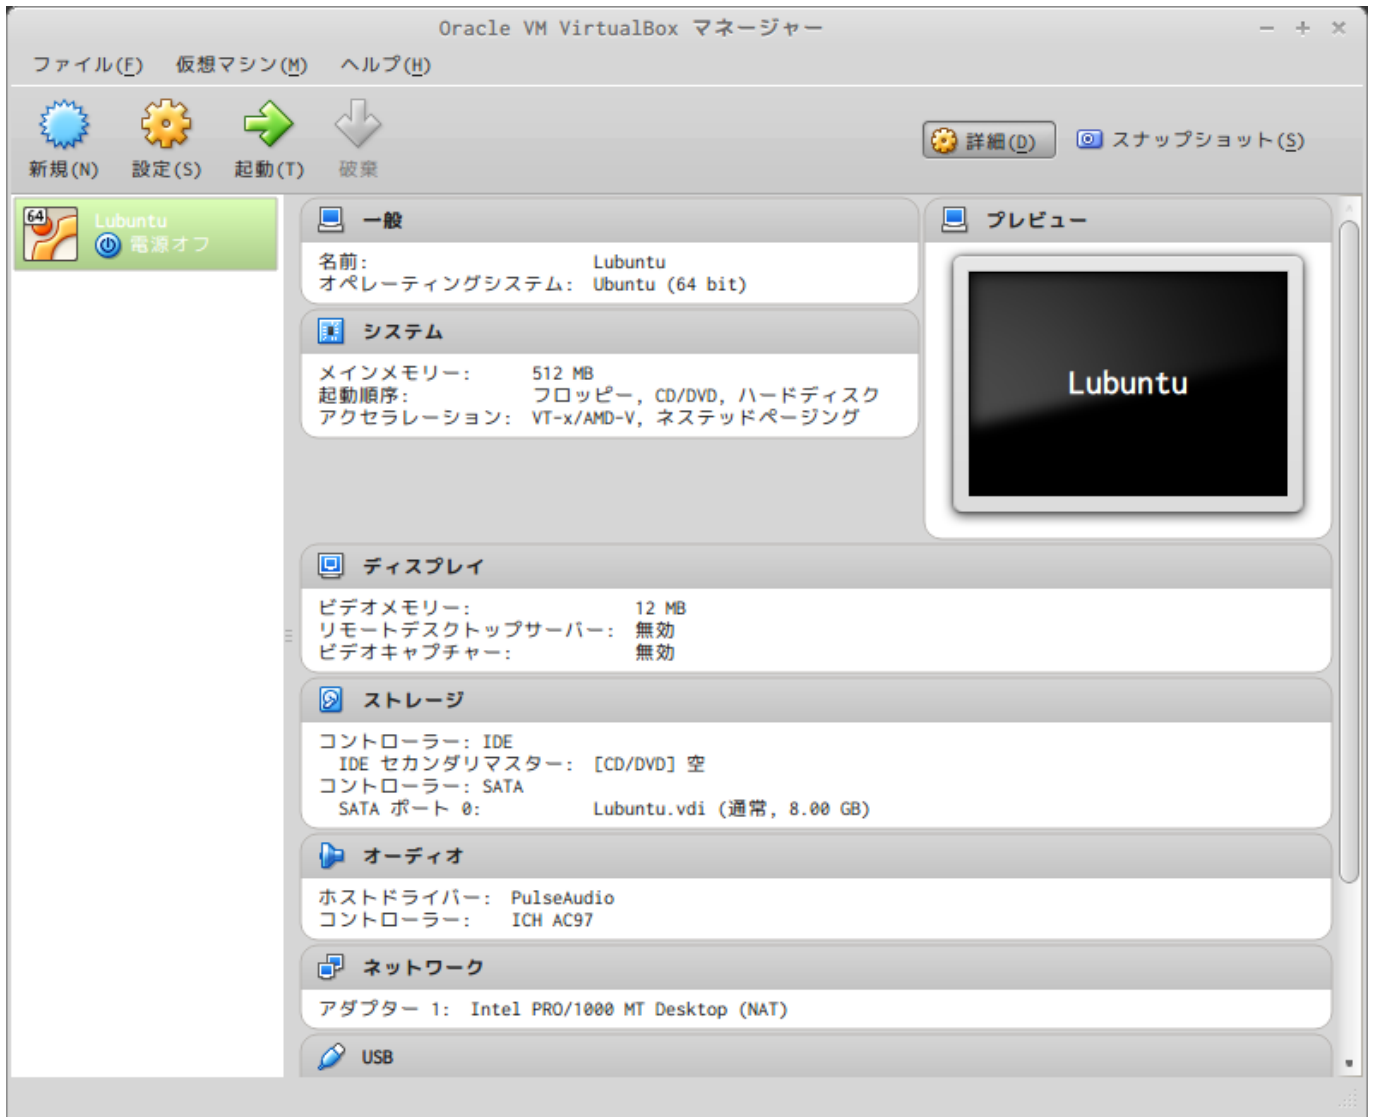 Oracle VM VirtualBox マネージャー
ファイル(F) 仮想マシン(M) ヘルプ(H)
新規(N) 設定(S) 起動(T) 破棄
詳細(D) スナップショット(S)
64
Lubuntu
電源オフ
一般
名前: Lubuntu
オペレーティングシステム: Ubuntu (64 bit)
システム
メインメモリー: 512 MB
起動順序: フロッピー, CD/DVD, ハードディスク
アクセラレーション: VT-x/AMD-V, ネステッドページング
プレビュー
Lubuntu
ディスプレイ
ビデオメモリー: 12 MB
リモートデスクトップサーバー: 無効
ビデオキャプチャー: 無効
ストレージ
コントローラー: IDE
IDE セカンダリマスター: [CD/DVD] 空
コントローラー: SATA
SATA ポート 0: Lubuntu.vdi (通常, 8.00 GB)
オーディオ
ホストドライバー: PulseAudio
コントローラー: ICH AC97
ネットワーク
アダプター 1: Intel PRO/1000 MT Desktop (NAT)
USB